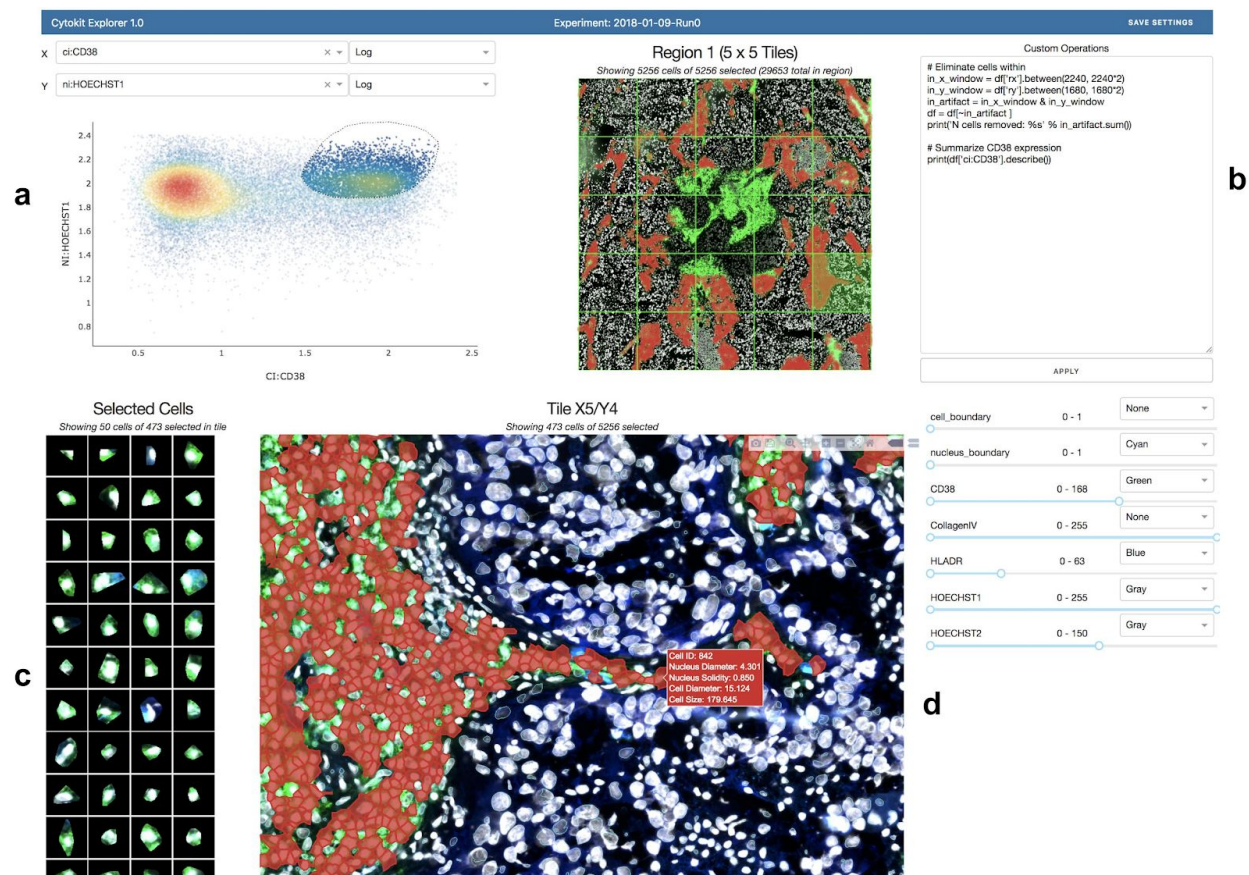 Cytokit Explorer 1.0
Experiment: 2018-01-09-Run0
SAVE SETTINGS
X
ci:CD38
Log
Y
ni:HOECHST1
Log
Region 1 (5 x 5 Tiles)
Showing 5256 cells of 5256 selected (29653 total in region)
Custom Operations
# Eliminate cells within
in_x_window = df['rx'].between(2240, 2240*2)
in_y_window = df['ry'].between(1680, 1680*2)
in_artifact = in_x_window & in_y_window
df = df[~in_artifact ]
print('N cells removed: %s' % in_artifact.sum())
# Summarize CD38 expression
print(df['ci:CD38'].describe())
APPLY
a
b
NI:HOECHST1
2.4
2.2
2
1.8
1.6
1.4
1.2
1
0.8
0.5
1
1.5
2
2.5
CI:CD38
Selected Cells
Showing 50 cells of 473 selected in tile
Tile X5/Y4
Showing 473 cells of 5256 selected
Cell ID: 842
Nucleus Diameter: 4.301
Nucleus Solidity: 0.850
Cell Diameter: 15.124
Cell Size: 179.645
c
cell_boundary 0 - 1 None
nucleus_boundary 0 - 1 Cyan
CD38 0 - 168 Green
CollagenIV 0 - 255 None
HLADR 0 - 63 Blue
HOECHST1 0 - 255 Gray
HOECHST2 0 - 150 Gray
d